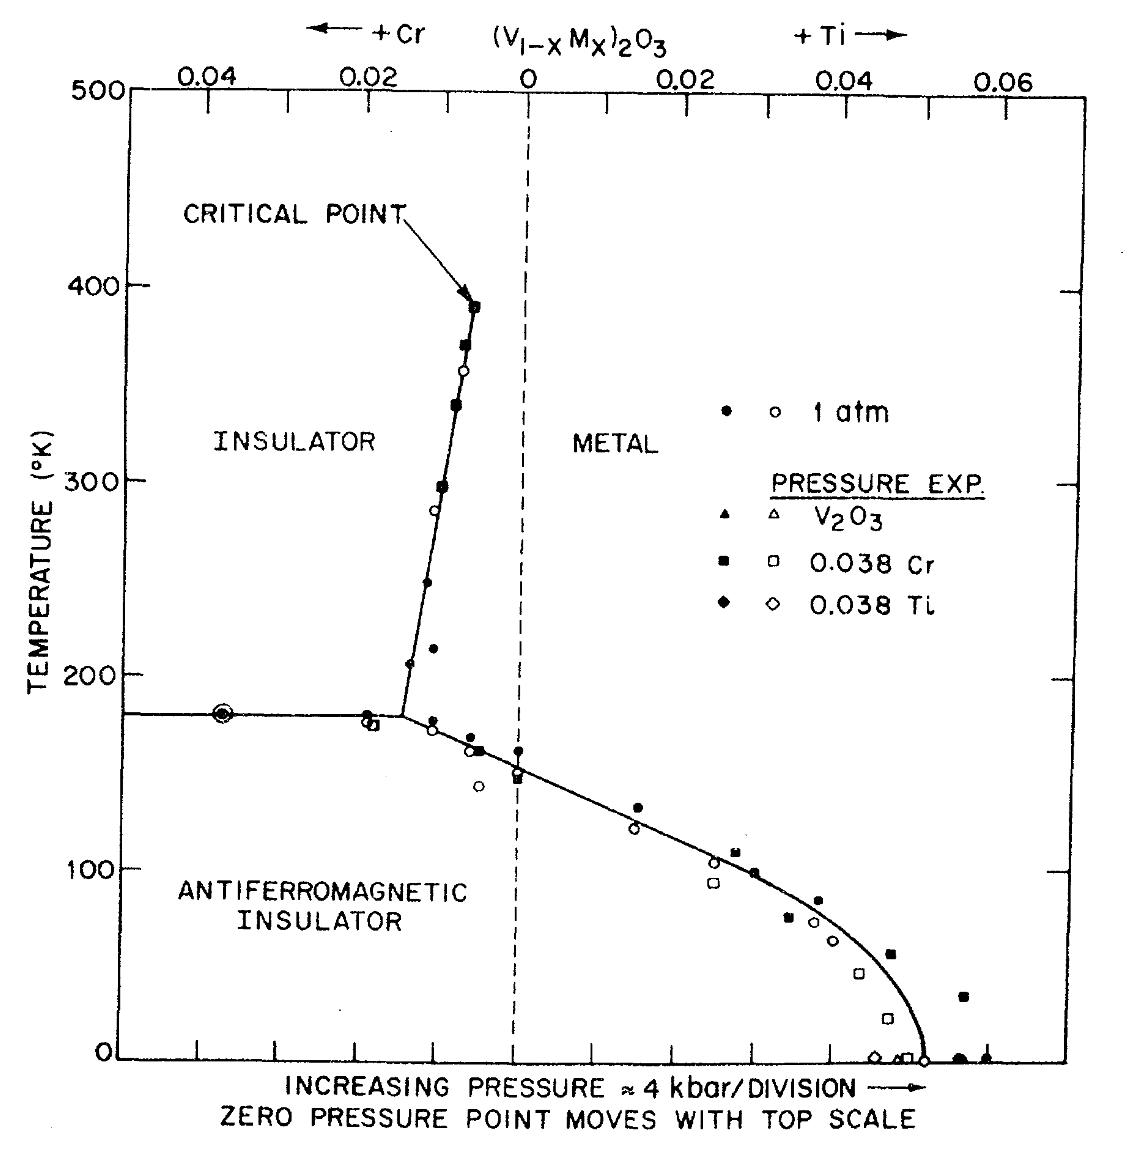 + Cr (V1-XMX)2O3 + Ti
0.04 0.02 0 0.02 0.04 0.06
500
CRITICAL POINT
400
1 atm
INSULATOR METAL
300
PRESSURE EXP.
V2O3
0.038 Cr
0.038 Ti
TEMPERATURE (°K)
200
100
ANTIFERROMAGNETIC
INSULATOR
0
INCREASING PRESSURE ≈ 4 kbar/DIVISION
ZERO PRESSURE POINT MOVES WITH TOP SCALE